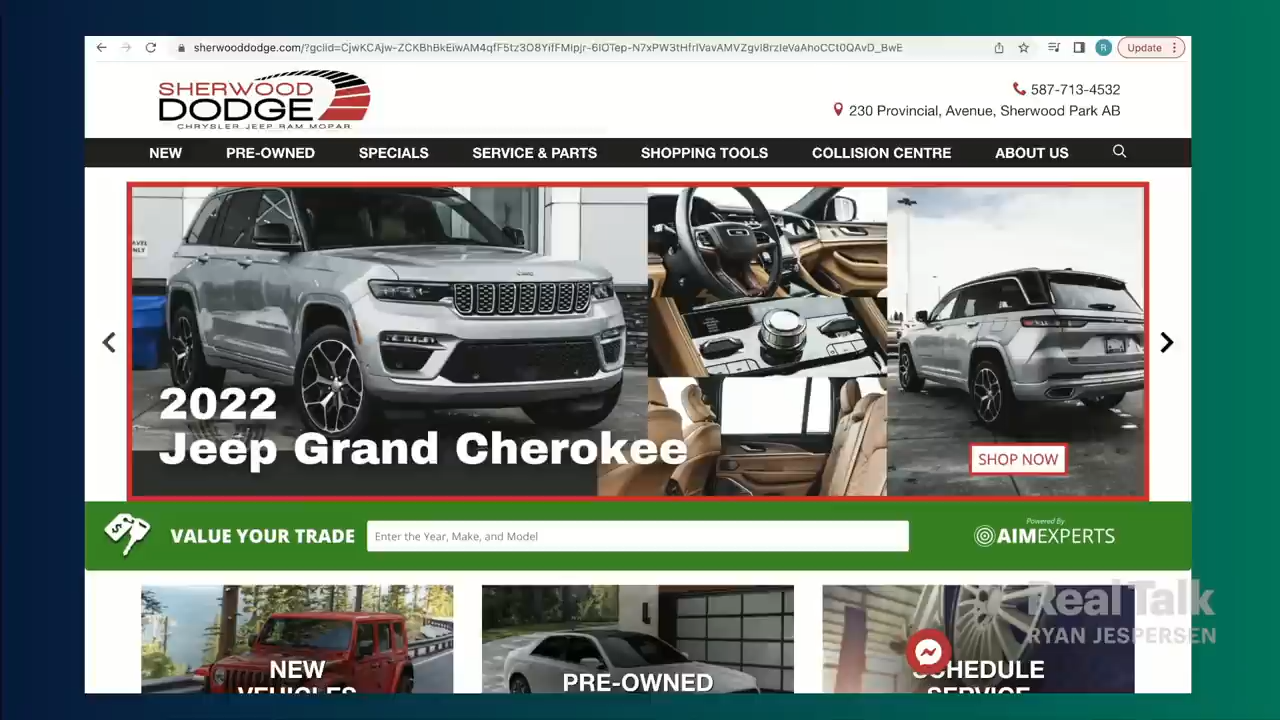 sherwooddodge.com/?gclid=CjwKCAjw-ZCKBhBkEiwAM4qfF5tz3O8YifFMIpjr-6IOTep-N7xPW3tHfrIVavAMVZgvI8rzIeVaAhoCCt0QAvD_BwE
R
Update
SHERWOOD
DODGE
CHRYSLER JEEP RAM MOPAR
587-713-4532
230 Provincial, Avenue, Sherwood Park AB
NEW PRE-OWNED SPECIALS SERVICE & PARTS SHOPPING TOOLS COLLISION CENTRE ABOUT US
2022
Jeep Grand Cherokee
SHOP NOW
VALUE YOUR TRADE
Enter the Year, Make, and Model
Powered By
AIMEXPERTS
Real Talk
RYAN JESPERSEN
NEW
VEHICLES
PRE-OWNED
SCHEDULE
SERVICE